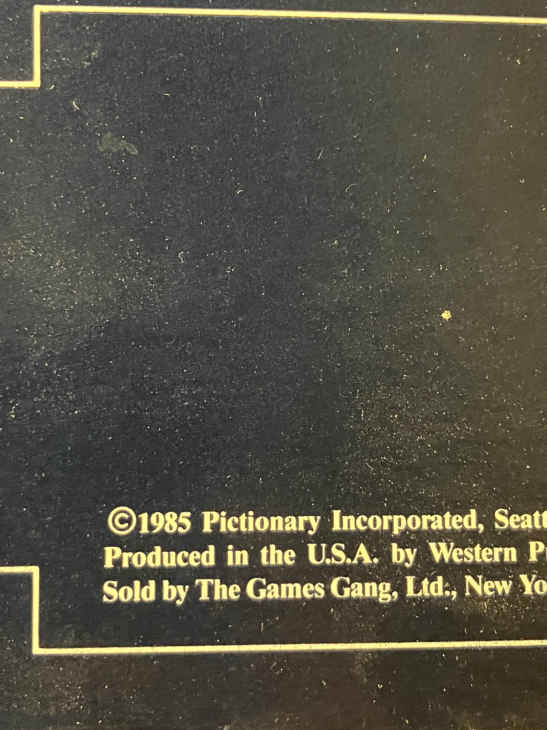 ©1985 Pictionary Incorporated, Seatt
Produced in the U.S.A. by Western P
Sold by The Games Gang, Ltd., New Yo